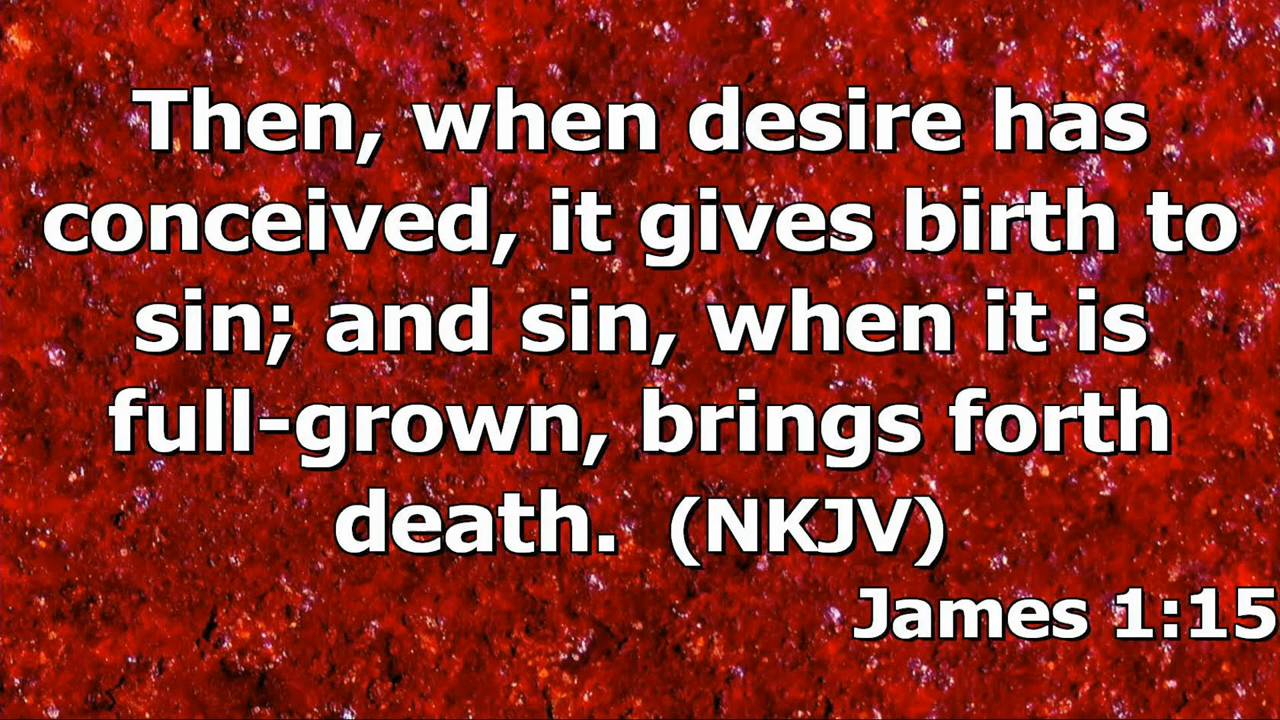 Then, when desire has
conceived, it gives birth to
sin; and sin, when it is
full-grown, brings forth
death. (NKJV)
James 1:15